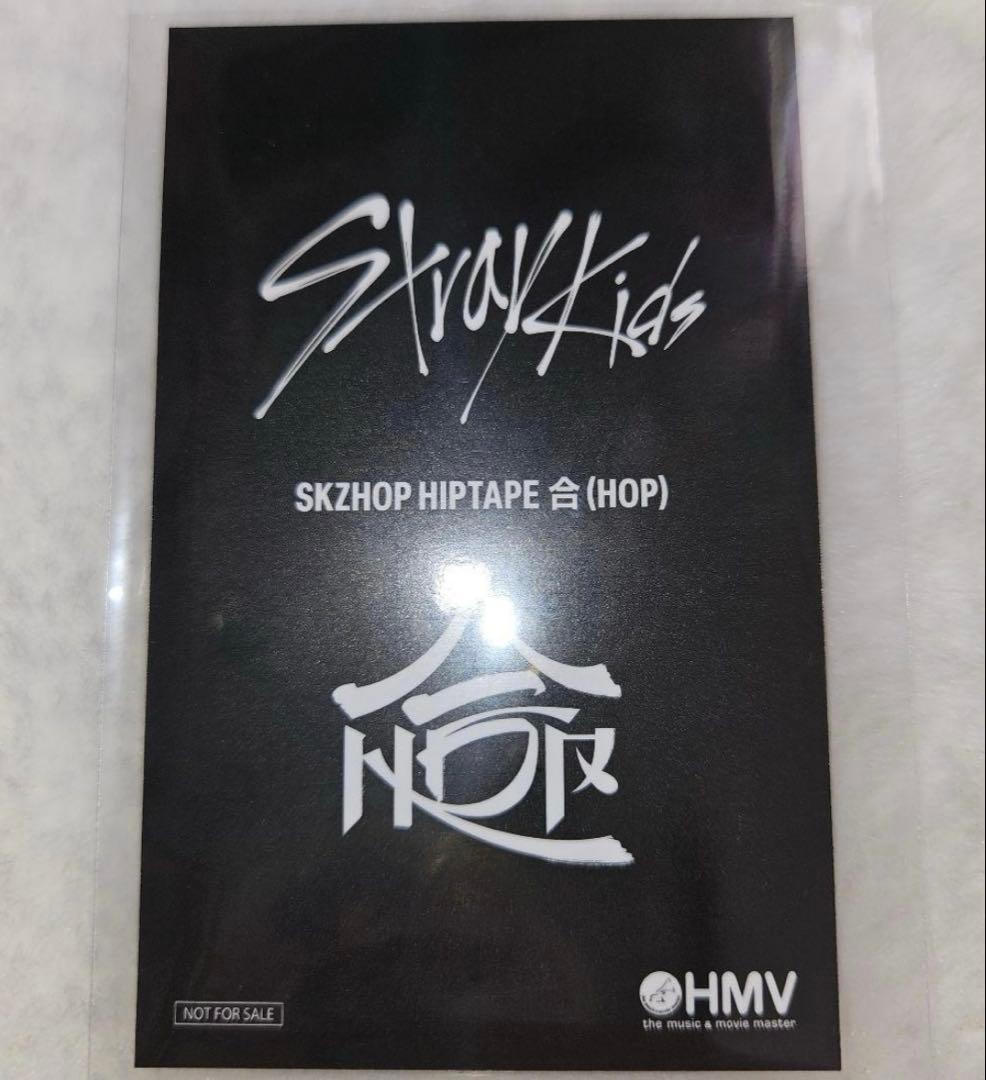 Stray Kids
SKZHOP HIPTAPE 合 (HOP)
合
HOP
NOT FOR SALE
HMV
the music & movie master